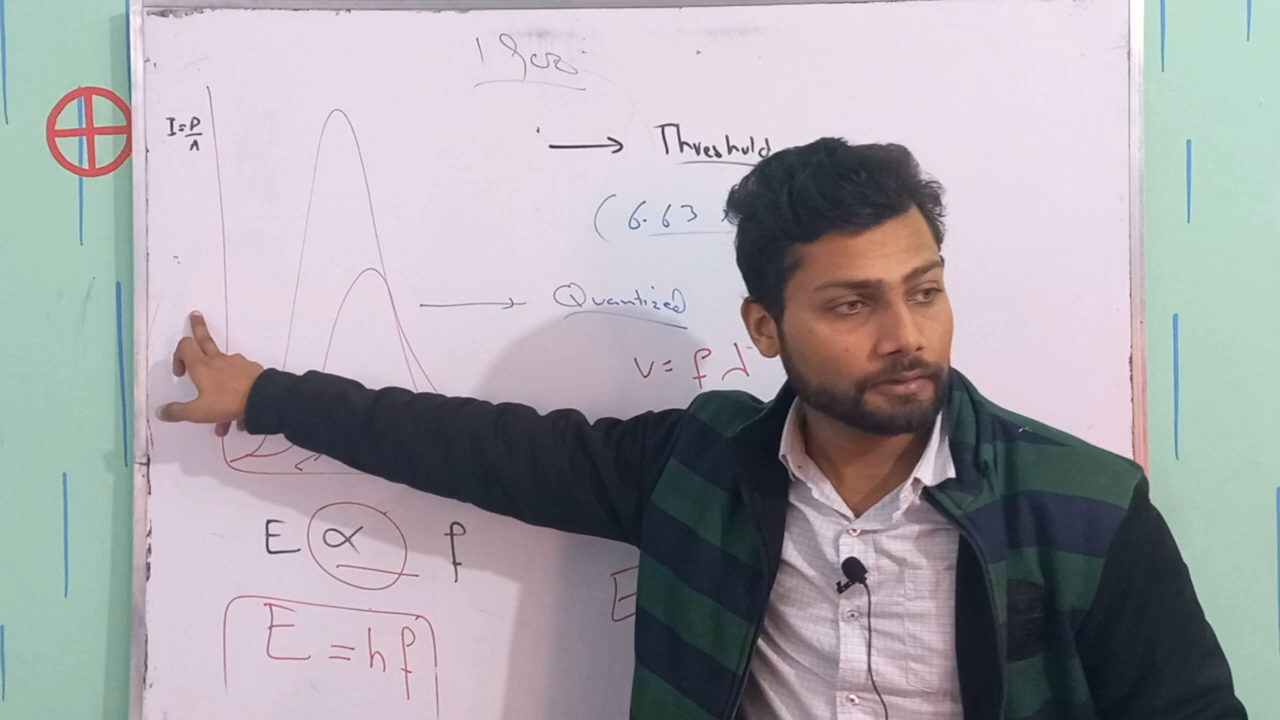 1900
I = P/A
→ Threshold
(6.63
→ Quantized
v = f λ
E ∝ f
E
E = hf